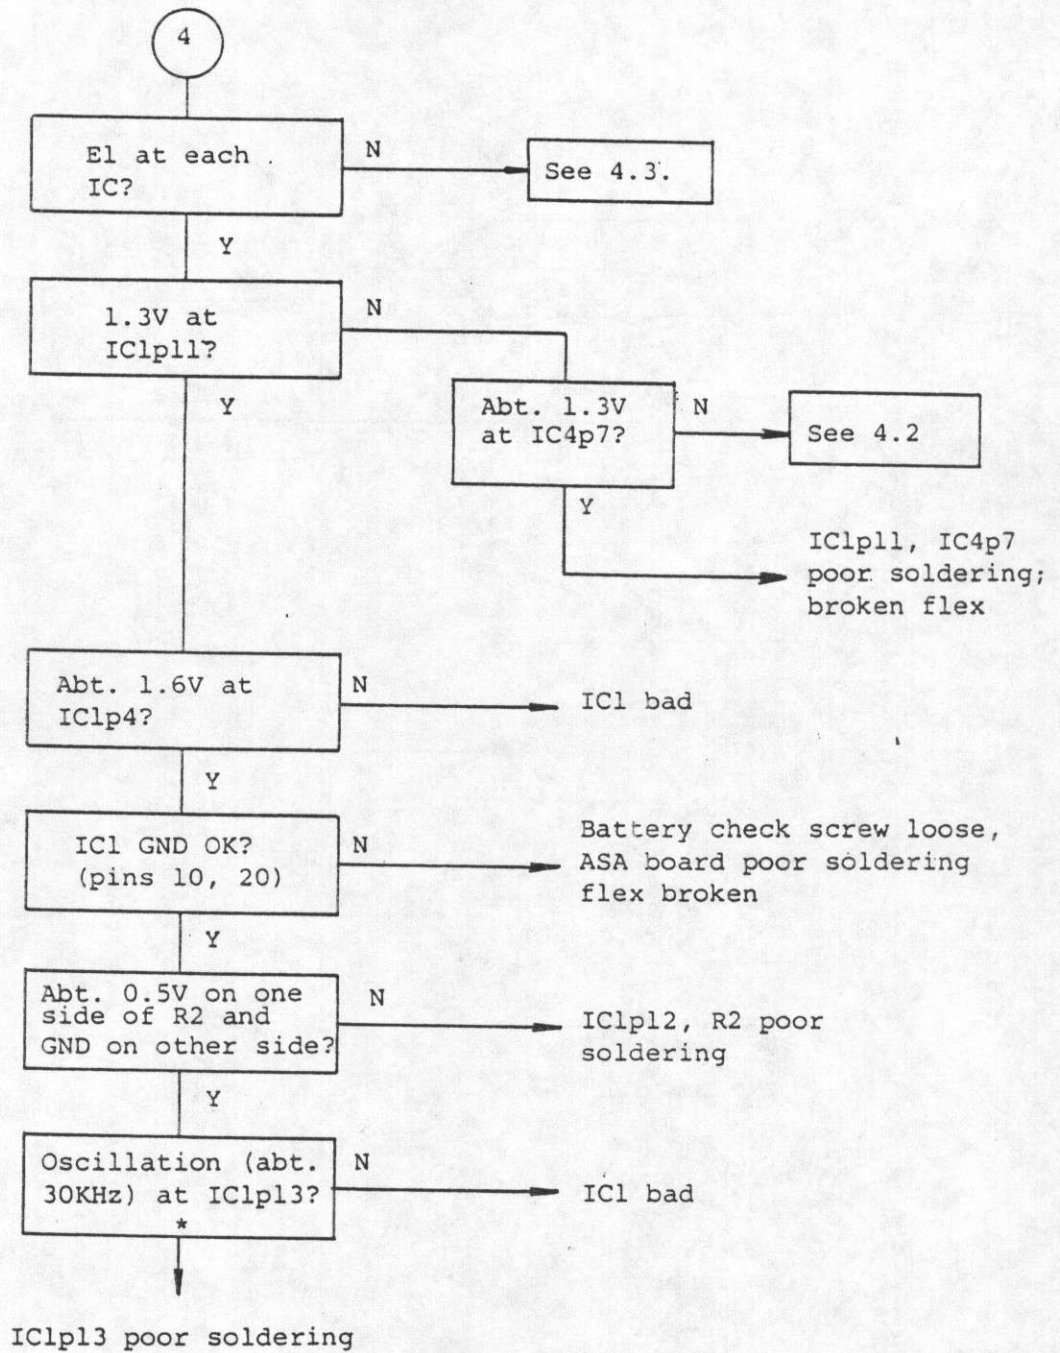 4
E1 at each
IC?
N
See 4.3.
Y
1.3V at
IC1p11?
N
Y
Abt. 1.3V
at IC4p7?
N
See 4.2
Y
IC1p11, IC4p7
poor soldering;
broken flex
Abt. 1.6V at
IC1p4?
N
IC1 bad
Y
IC1 GND OK?
(pins 10, 20)
N
Battery check screw loose,
ASA board poor soldering
flex broken
Y
Abt. 0.5V on one
side of R2 and
GND on other side?
N
IC1p12, R2 poor
soldering
Y
Oscillation (abt.
30KHz) at IC1p13?
*
N
IC1 bad
IC1p13 poor soldering